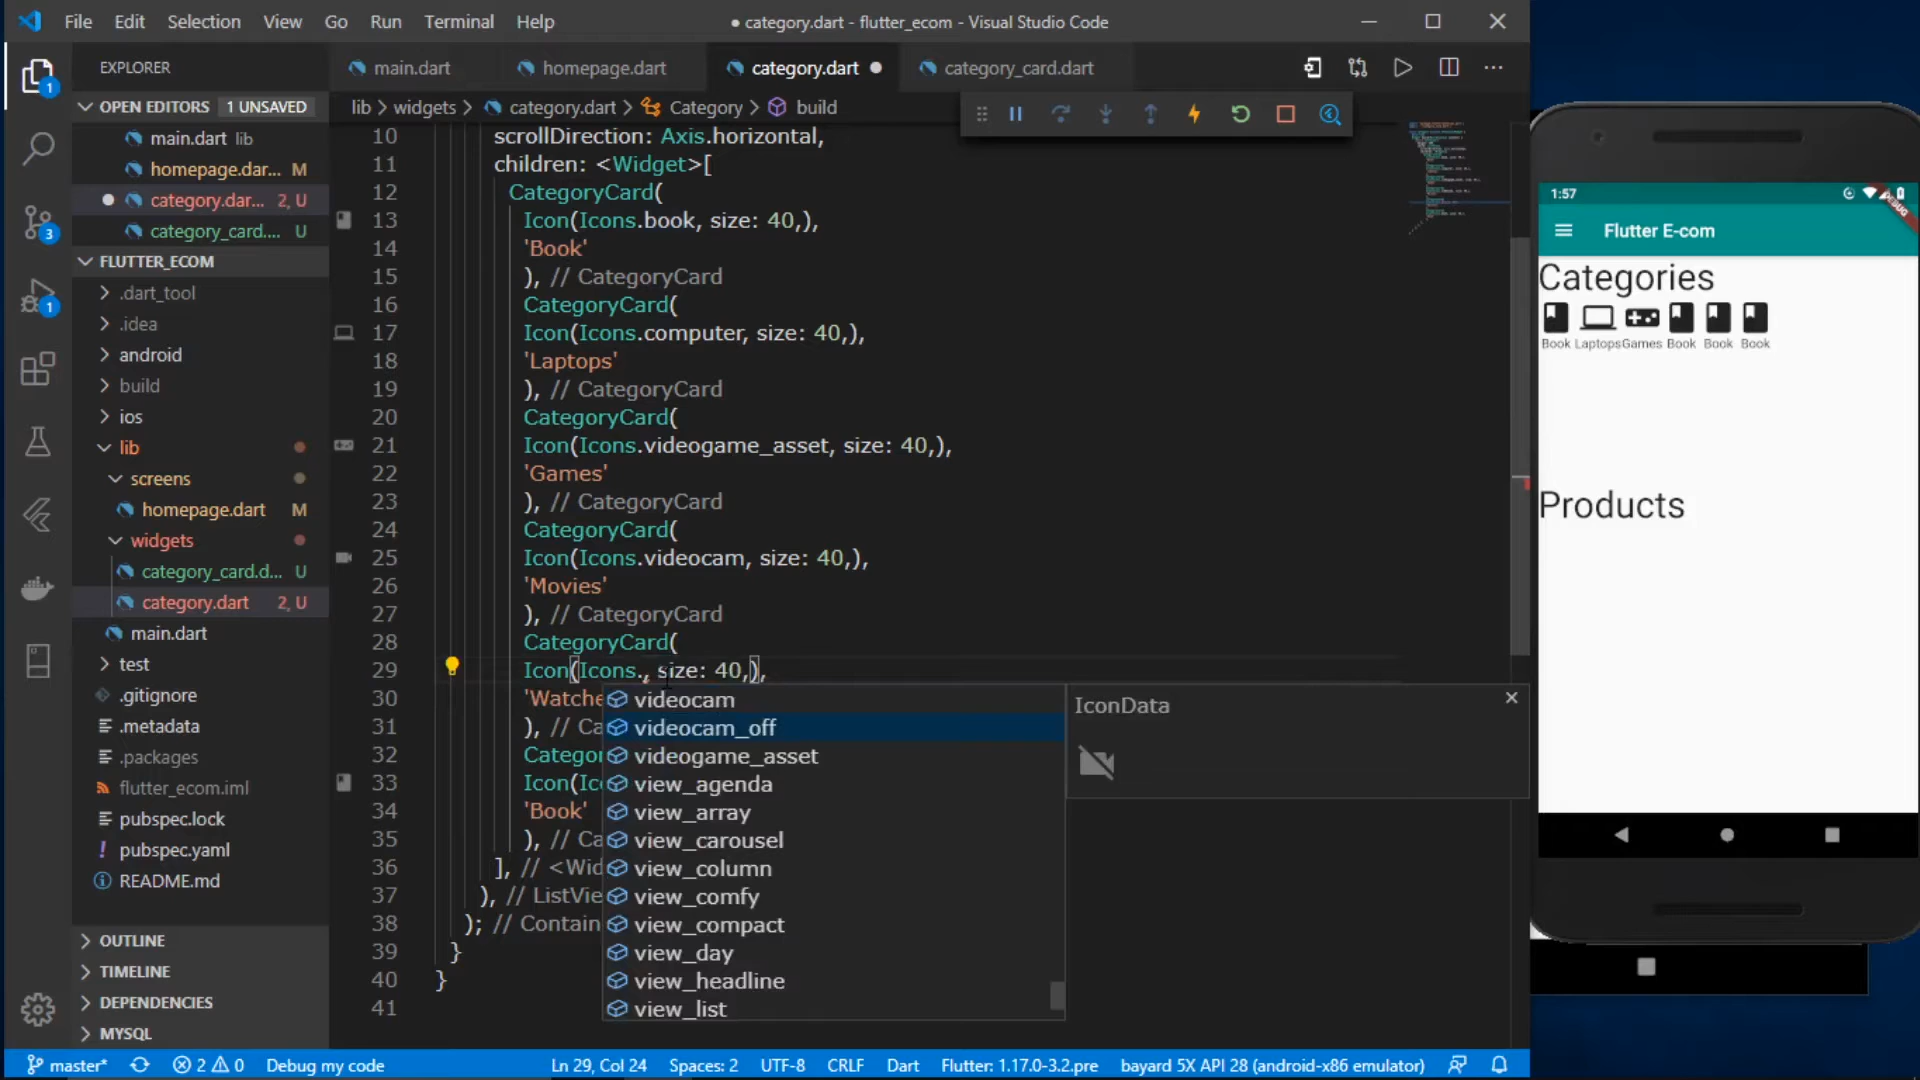 File Edit Selection View Go Run Terminal Help
● category.dart - flutter_ecom - Visual Studio Code
EXPLORER
main.dart
homepage.dart
category.dart
category_card.dart
OPEN EDITORS 1 UNSAVED
main.dart lib
homepage.dar... M
category.dar... 2, U
category_card.... U
FLUTTER_ECOM
.dart_tool
.idea
android
build
ios
lib
screens
homepage.dart M
widgets
category_card.d... U
category.dart 2, U
main.dart
test
.gitignore
.metadata
.packages
flutter_ecom.iml
pubspec.lock
pubspec.yaml
README.md
OUTLINE
TIMELINE
DEPENDENCIES
MYSQL
1
3
1
lib > widgets > category.dart > Category > build
10 scrollDirection: Axis.horizontal,
11 children: <Widget>[
12 CategoryCard(
13 Icon(Icons.book, size: 40,),
14 'Book'
15 ), // CategoryCard
16 CategoryCard(
17 Icon(Icons.computer, size: 40,),
18 'Laptops'
19 ), // CategoryCard
20 CategoryCard(
21 Icon(Icons.videogame_asset, size: 40,),
22 'Games'
23 ), // CategoryCard
24 CategoryCard(
25 Icon(Icons.videocam, size: 40,),
26 'Movies'
27 ), // CategoryCard
28 CategoryCard(
29 Icon(Icons., size: 40,),
30 'Watche
31 ), // Ca
32 Categor
33 Icon(Ico
34 'Book'
35 ), // Ca
36 ], // <Wid
37 ), // ListVie
38 ); // Contain
39 }
40 }
41
videocam
videocam_off
videogame_asset
view_agenda
view_array
view_carousel
view_column
view_comfy
view_compact
view_day
view_headline
view_list
IconData
1:57
DEBUG
Flutter E-com
Categories
Book Laptops Games Book Book Book
Products
master* 2 0 Debug my code Ln 29, Col 24 Spaces: 2 UTF-8 CRLF Dart Flutter: 1.17.0-3.2.pre bayard 5X API 28 (android-x86 emulator)